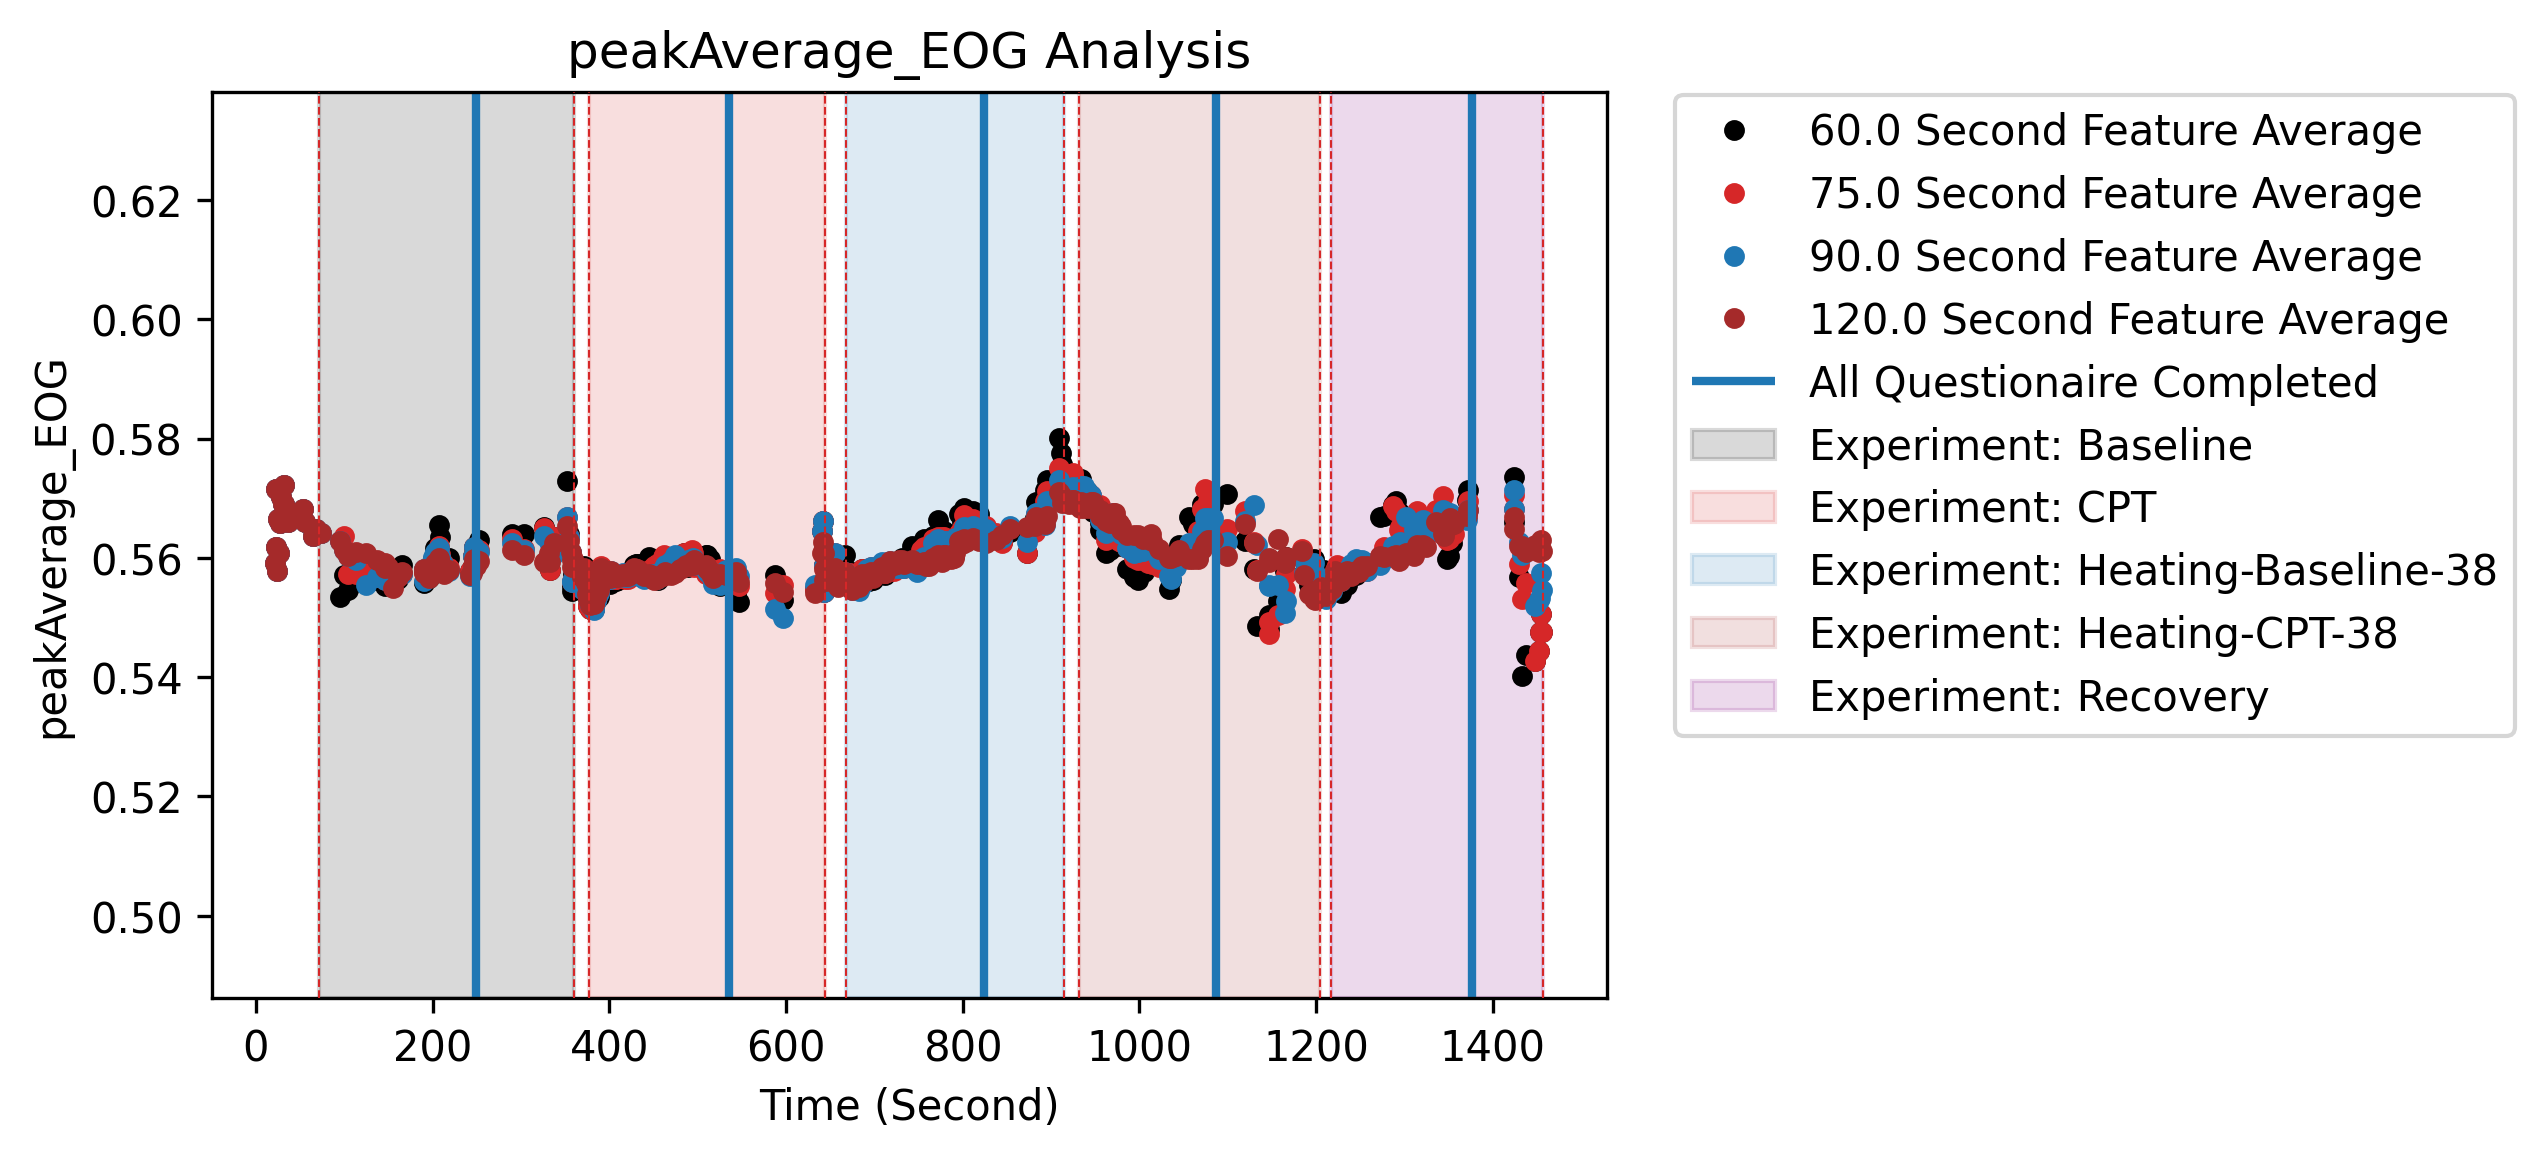 peakAverage_EOG Analysis
peakAverage_EOG
0.62
0.60
0.58
0.56
0.54
0.52
0.50
0
200
400
600
800
1000
1200
1400
Time (Second)
60.0 Second Feature Average
75.0 Second Feature Average
90.0 Second Feature Average
120.0 Second Feature Average
All Questionaire Completed
Experiment: Baseline
Experiment: CPT
Experiment: Heating-Baseline-38
Experiment: Heating-CPT-38
Experiment: Recovery